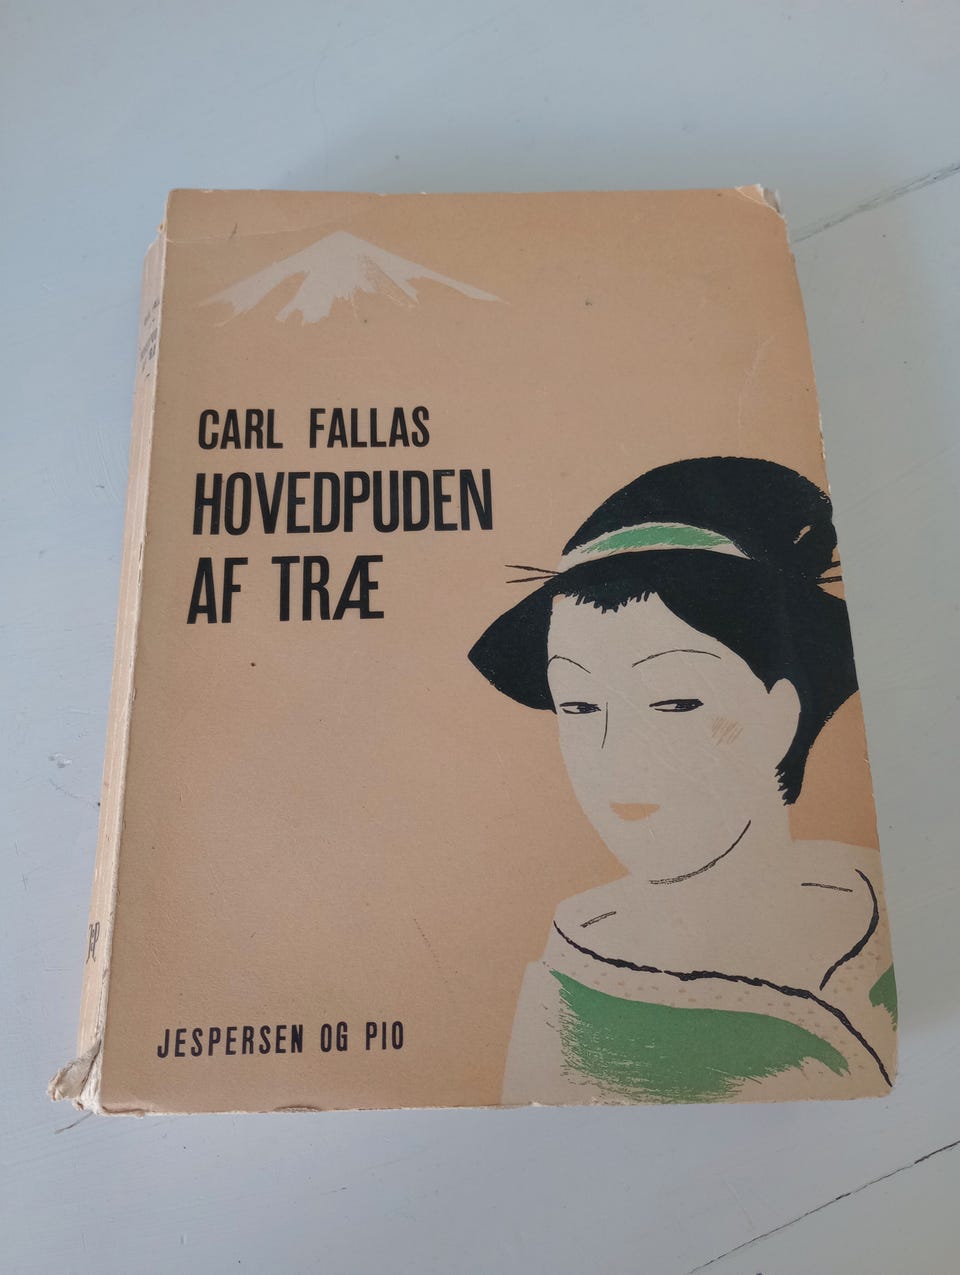 CARL FALLAS
HOVEDPUDEN
AF TRÆ
JESPERSEN OG PIO